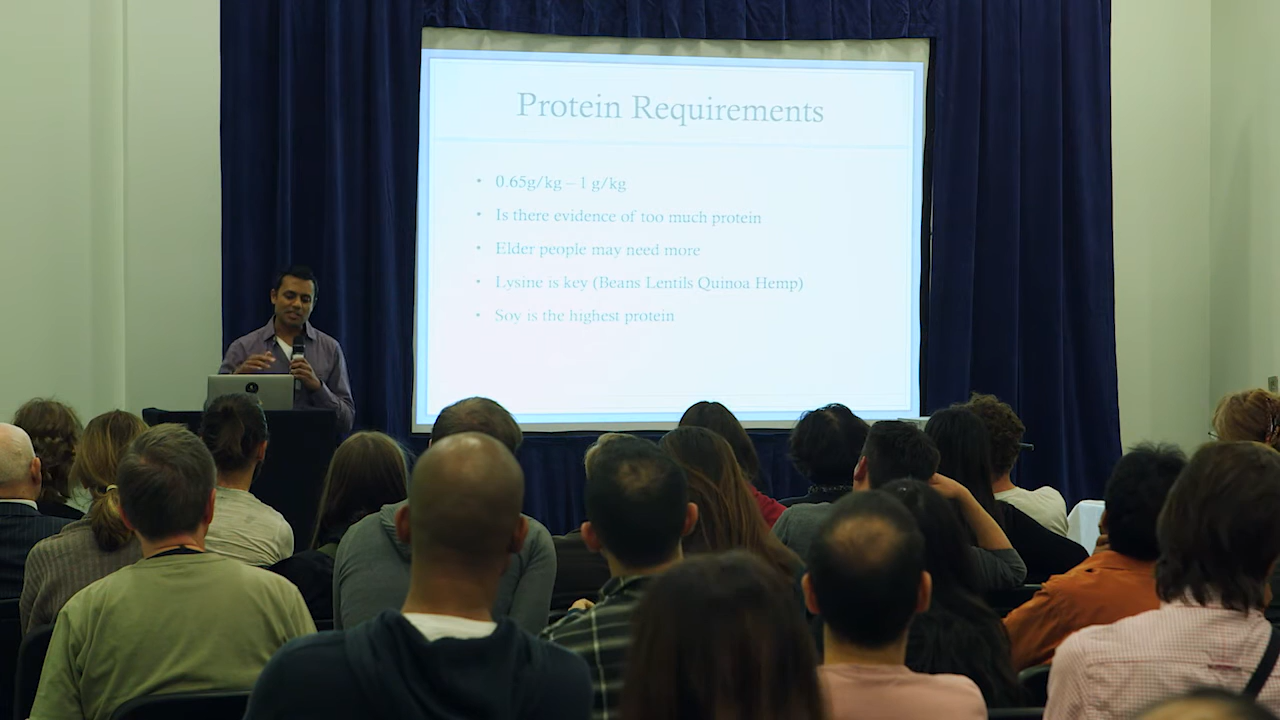 Protein Requirements
• 0.65g/kg – 1 g/kg
• Is there evidence of too much protein
• Elder people may need more
• Lysine is key (Beans Lentils Quinoa Hemp)
• Soy is the highest protein